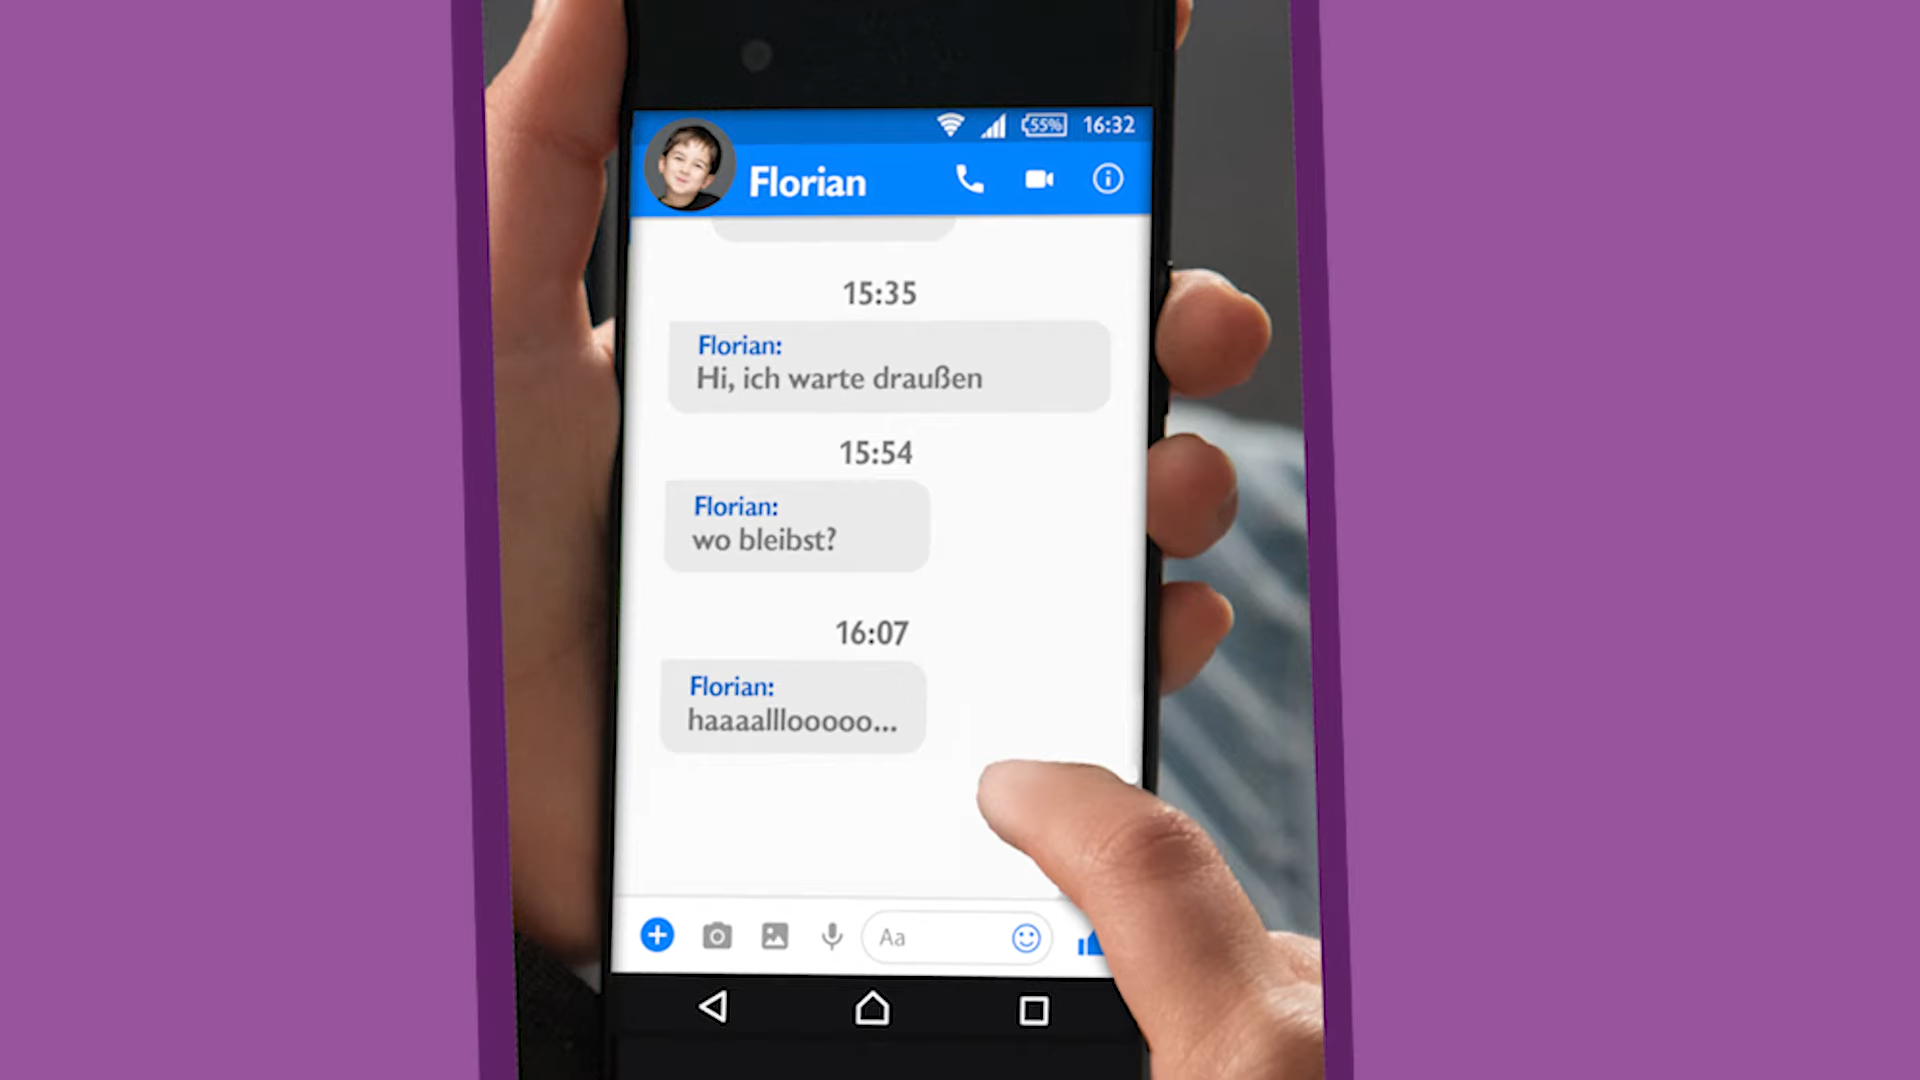 55% 16:32
Florian
15:35
Florian:
Hi, ich warte draußen
15:54
Florian:
wo bleibst?
16:07
Florian:
haaaalllooooo...
Aa